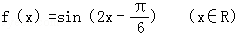 f（x）=sin（2x-π/6）　（x∈R）